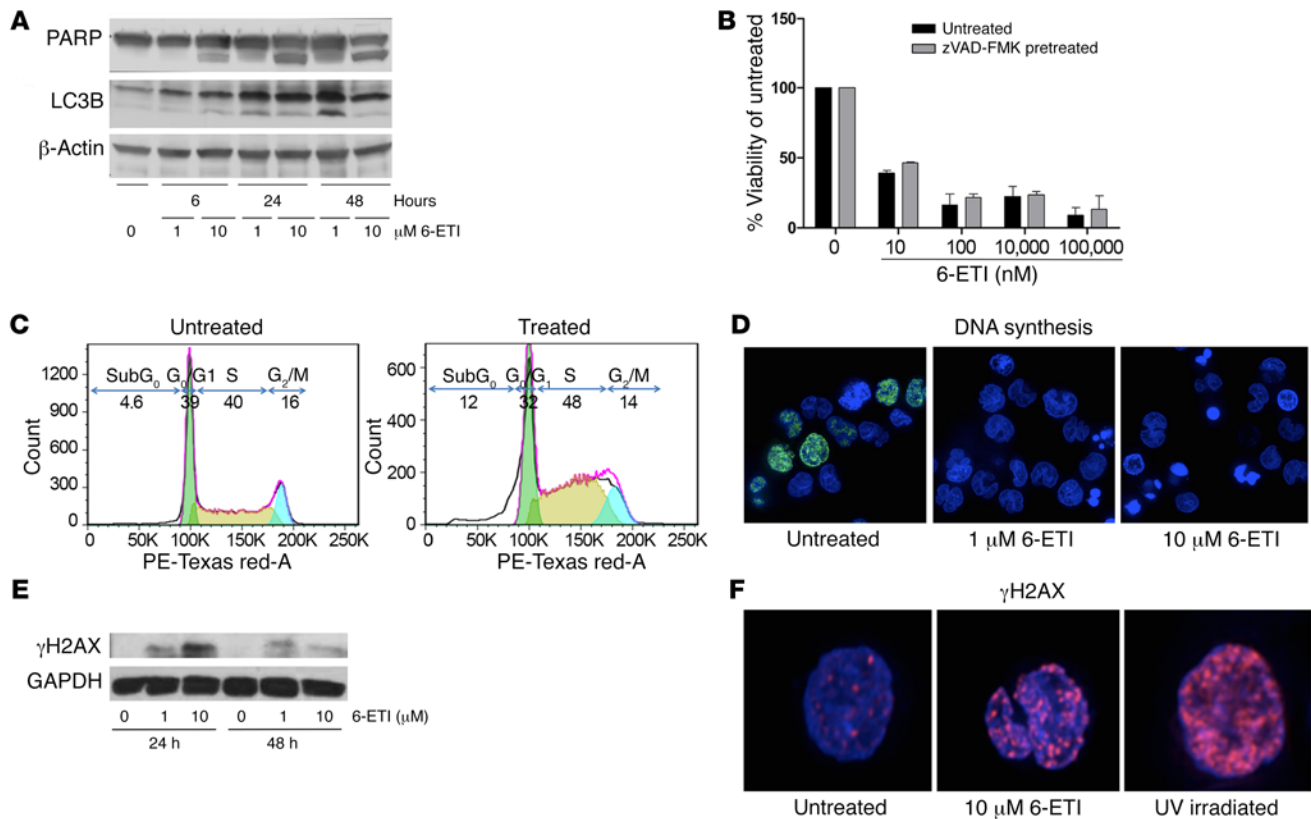 A
PARP
LC3B
β-Actin
6 24 48 Hours
0 1 10 1 10 1 10 μM 6-ETI
B
Untreated
zVAD-FMK pretreated
% Viability of untreated
150
100
50
0
0 10 100 10,000 100,000
6-ETI (nM)
C
Untreated
Count
1200
900
600
300
0
SubG₀ G₀G1 S G₂/M
4.6 39 40 16
0 50K 100K 150K 200K 250K
PE-Texas red-A
Treated
Count
600
400
200
0
SubG₀ G₀G₁ S G₂/M
12 32 48 14
0 50K 100K 150K 200K 250K
PE-Texas red-A
D
DNA synthesis
Untreated 1 μM 6-ETI 10 μM 6-ETI
E
γH2AX
GAPDH
0 1 10 0 1 10 6-ETI (μM)
24 h 48 h
F
γH2AX
Untreated 10 μM 6-ETI UV irradiated